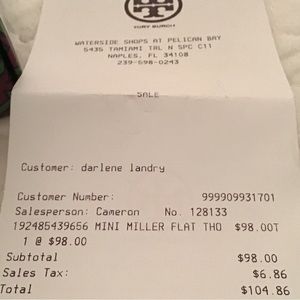 TORY BURCH
WATERSIDE SHOPS AT PELICAN BAY
5435 TAMIAMI TRL N SPC C11
NAPLES, FL 34108
239-598-0243
SALE
Customer: darlene landry
Customer Number: 999909931701
Salesperson: Cameron No. 128133
192485439656 MINI MILLER FLAT THO $98.00T
1 @ $98.00
Subtotal $98.00
Sales Tax: $6.86
Total $104.86